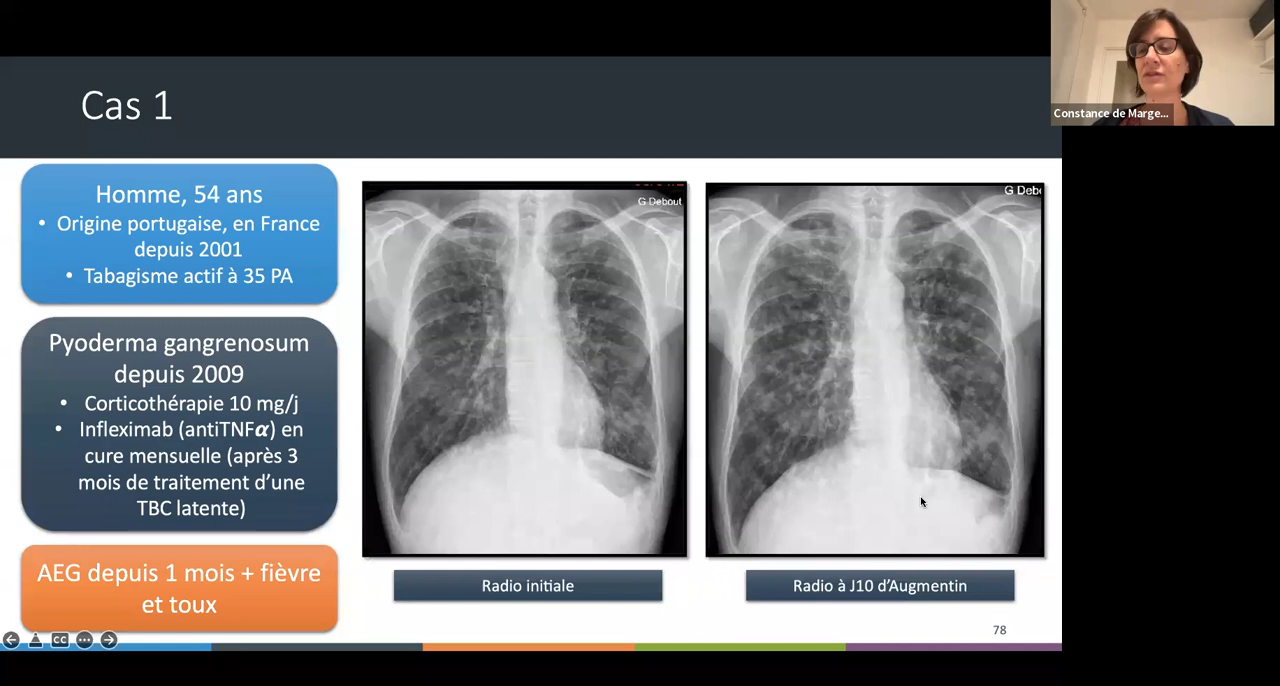 Cas 1
Constance de Marge...
Homme, 54 ans
• Origine portugaise, en France
depuis 2001
• Tabagisme actif à 35 PA
Pyoderma gangrenosum
depuis 2009
• Corticothérapie 10 mg/j
• Infleximab (antiTNFα) en
cure mensuelle (après 3
mois de traitement d'une
TBC latente)
AEG depuis 1 mois + fièvre
et toux
G Debout
G Debo
Radio initiale
Radio à J10 d'Augmentin
78
CC